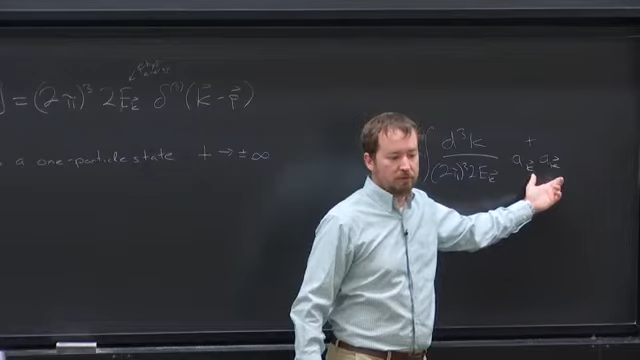 ] = (2π)³ 2E_k⃗ δ⁽³⁾(k⃗ - p⃗)
a one-particle state t → ±∞
∫ d³k / (2π)³ 2E_k⃗ a†_k⃗ a_k⃗